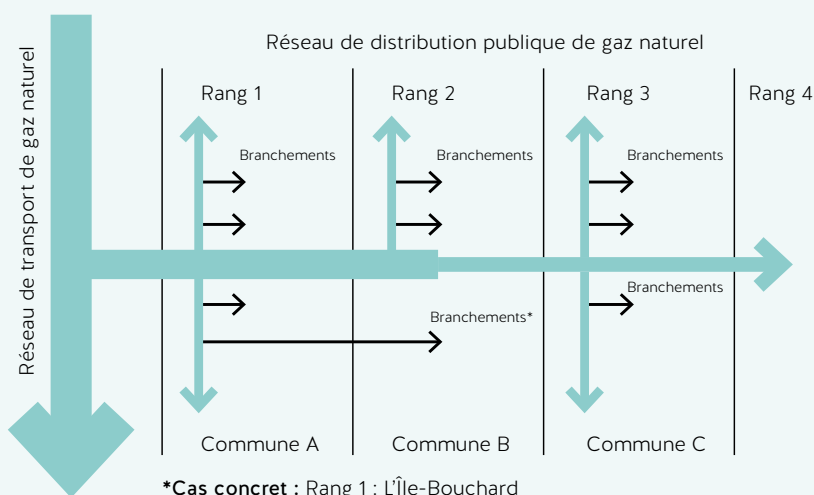 Réseau de transport de gaz naturel
Réseau de distribution publique de gaz naturel
Rang 1
Rang 2
Rang 3
Rang 4
Branchements
Branchements
Branchements
Branchements
Branchements*
Commune A
Commune B
Commune C
*Cas concret : Rang 1 : L'Île-Bouchard